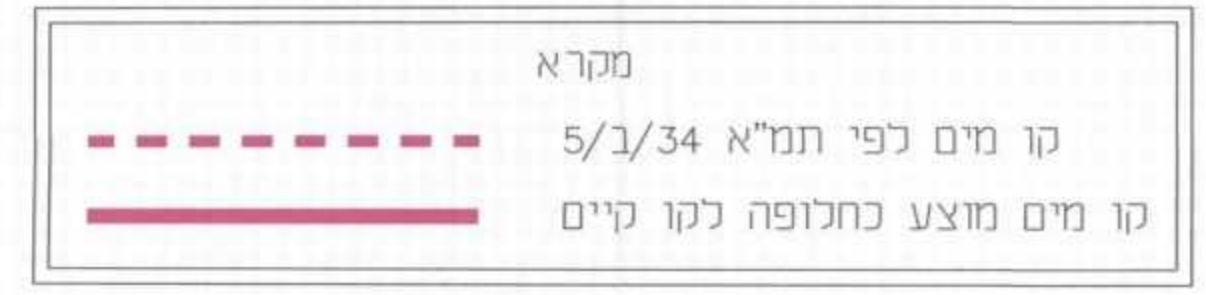 מקרא
קו מים לפי תמ"א 34/ב/5
קו מים מוצע כחלופה לקו קיים